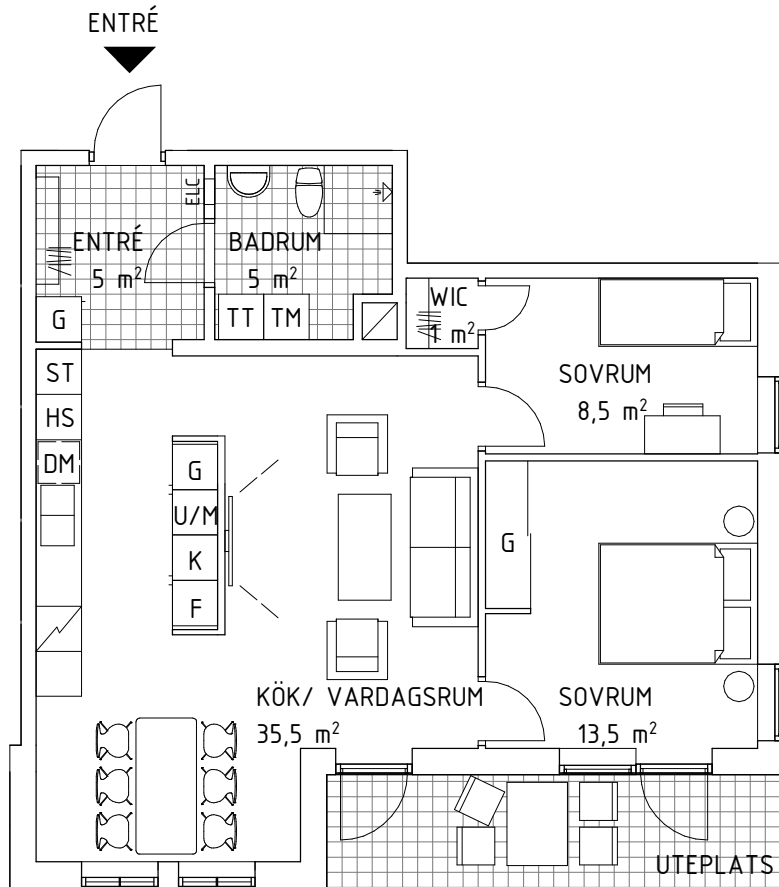 ENTRÉ
ELC
ENTRÉ
5 m²
BADRUM
5 m²
G
TT TM
WIC
1 m²
ST
HS
DM
SOVRUM
8,5 m²
G
U/M
K
F
G
KÖK/ VARDAGSRUM
35,5 m²
SOVRUM
13,5 m²
UTEPLATS